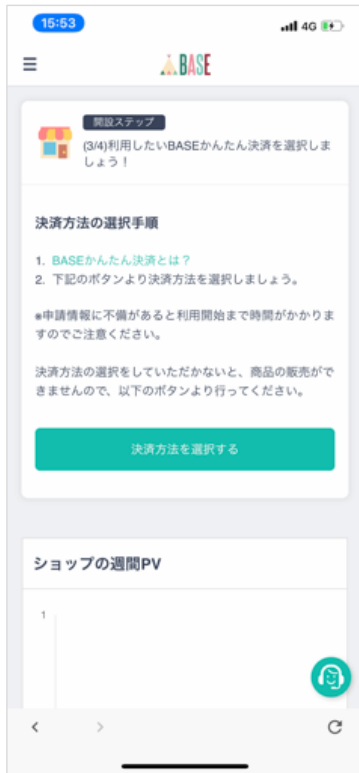 15:53
4G
BASE
開設ステップ
(3/4)利用したいBASEかんたん決済を選択しま
しょう！
決済方法の選択手順
1. BASEかんたん決済とは？
2. 下記のボタンより決済方法を選択しましょう。
※申請情報に不備があると利用開始まで時間がかかりま
すのでご注意ください。
決済方法の選択をしていただかないと、商品の販売がで
きませんので、以下のボタンより行ってください。
決済方法を選択する
ショップの週間PV
1